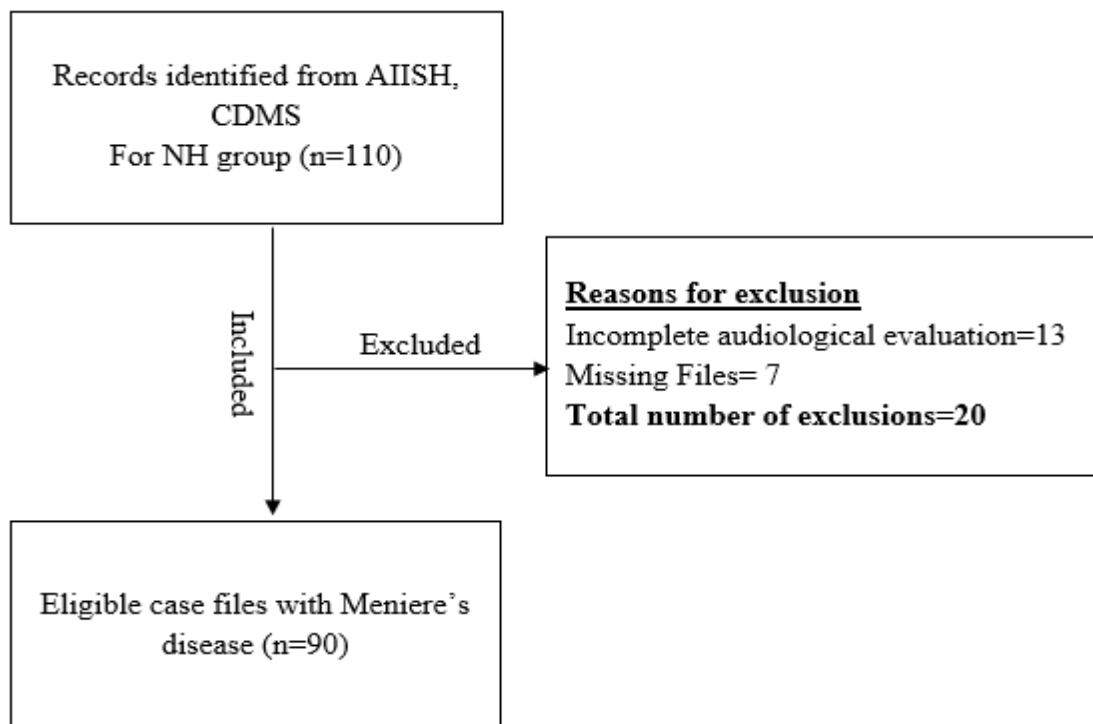 Records identified from AIISH,
CDMS
For NH group (n=110)
Included
Excluded
Reasons for exclusion
Incomplete audiological evaluation=13
Missing Files= 7
Total number of exclusions=20
Eligible case files with Meniere’s
disease (n=90)